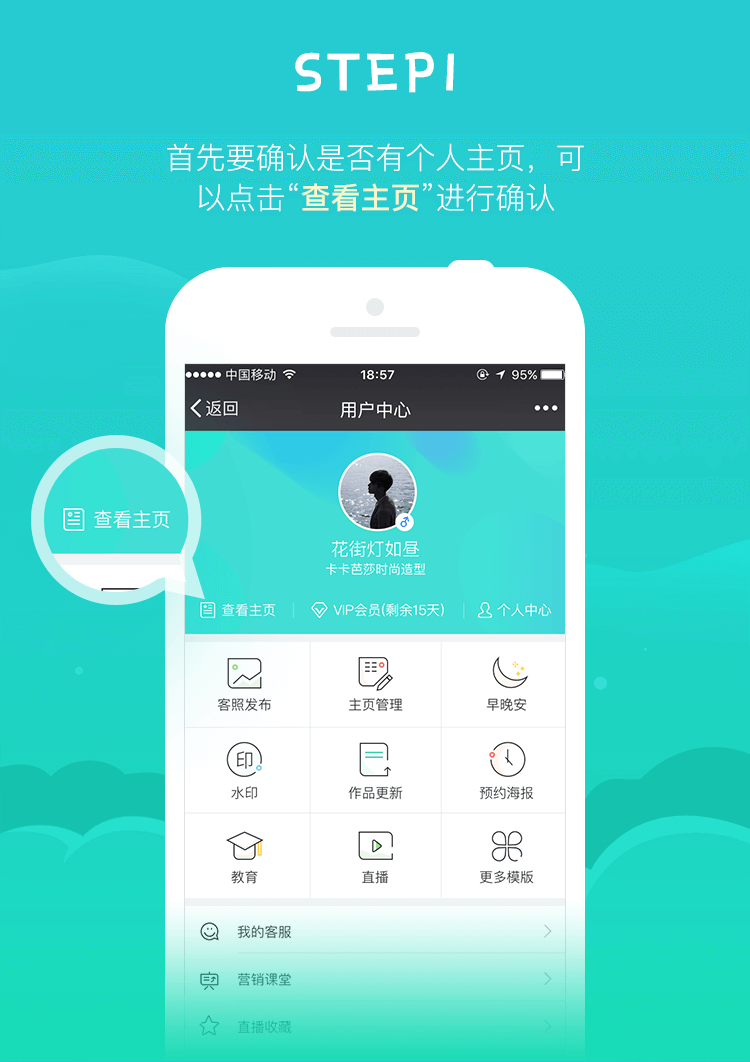 STEP1
首先要确认是否有个人主页，可
以点击“查看主页”进行确认
中国移动 18:57 95%
返回 用户中心
查看主页
花街灯如昼
卡卡芭莎时尚造型
查看主页 VIP会员(剩余15天) 个人中心
客照发布 主页管理 早晚安
印
水印 作品更新 预约海报
教育 直播 更多模版
我的客服
营销课堂
直播收藏